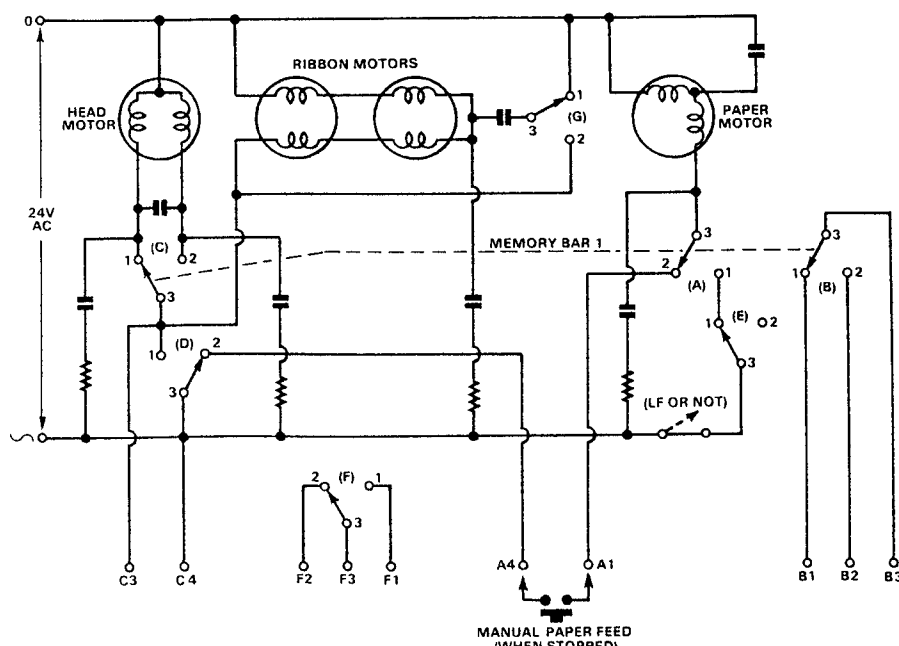 0
24V
AC
HEAD
MOTOR
RIBBON MOTORS
1
(G)
3
2
PAPER
MOTOR
(C)
1
2
3
MEMORY BAR 1
3
2
(A)
1
3
1
(B)
2
(D)
1
2
3
1
(E)
2
3
(LF OR NOT)
2
(F)
1
3
C3
C4
F2
F3
F1
A4
A1
B1
B2
B3
MANUAL PAPER FEED
(WHEN STOPPED)